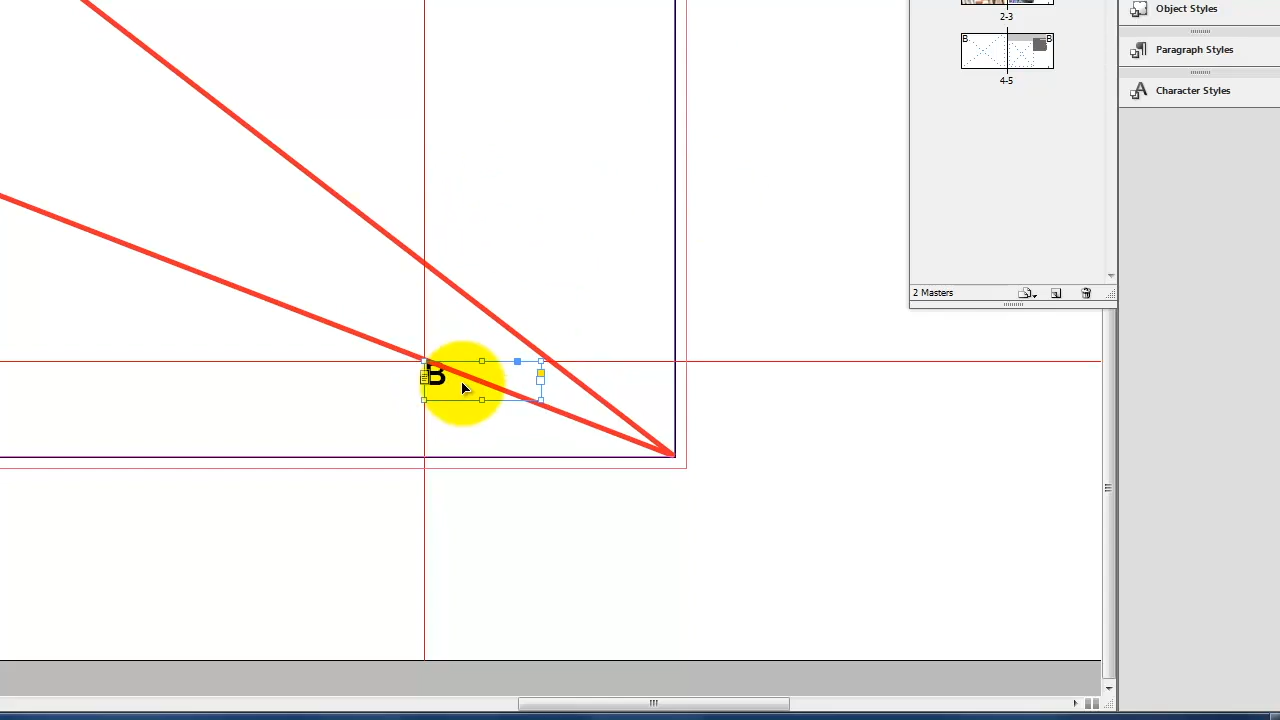 Object Styles
2-3
B B
Paragraph Styles
4-5
Character Styles
2 Masters
B